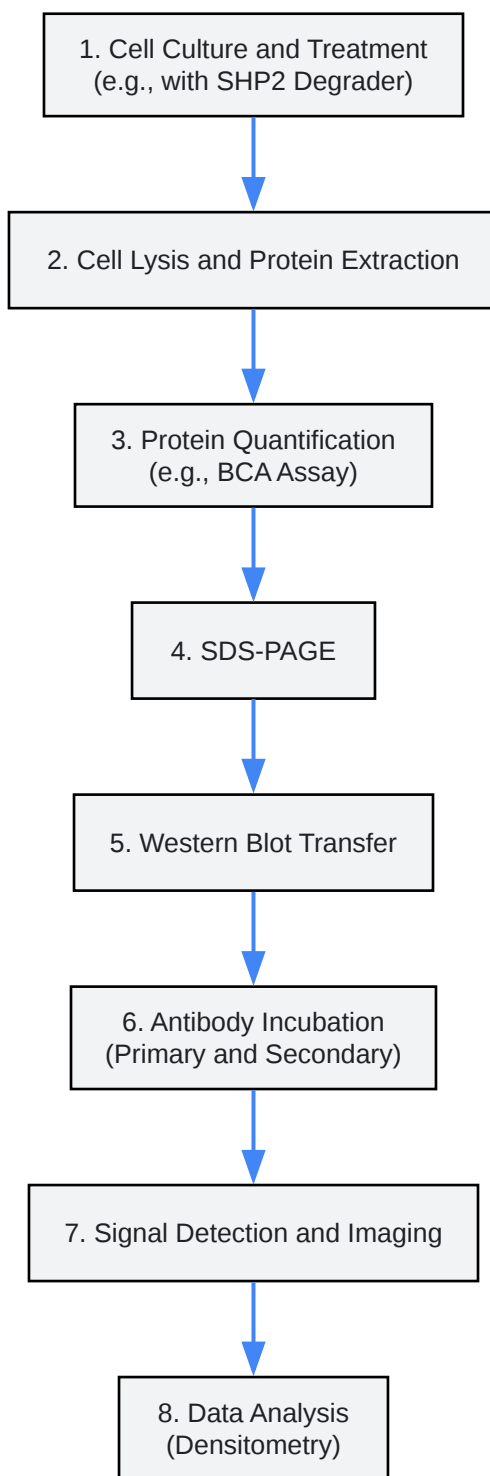 1. Cell Culture and Treatment
(e.g., with SHP2 Degrader)
2. Cell Lysis and Protein Extraction
3. Protein Quantification
(e.g., BCA Assay)
4. SDS-PAGE
5. Western Blot Transfer
6. Antibody Incubation
(Primary and Secondary)
7. Signal Detection and Imaging
8. Data Analysis
(Densitometry)